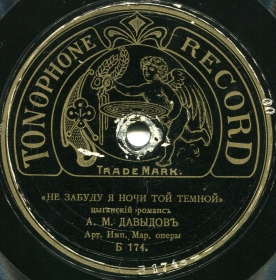 TONOPHONE RECORD
TRADE MARK.
«НЕ ЗАБУДУ Я НОЧИ ТОЙ ТЕМНОЙ»
цыганскій романсъ
А. М. ДАВЫДОВЪ
Арт. Имп. Мар. оперы
Б 174.